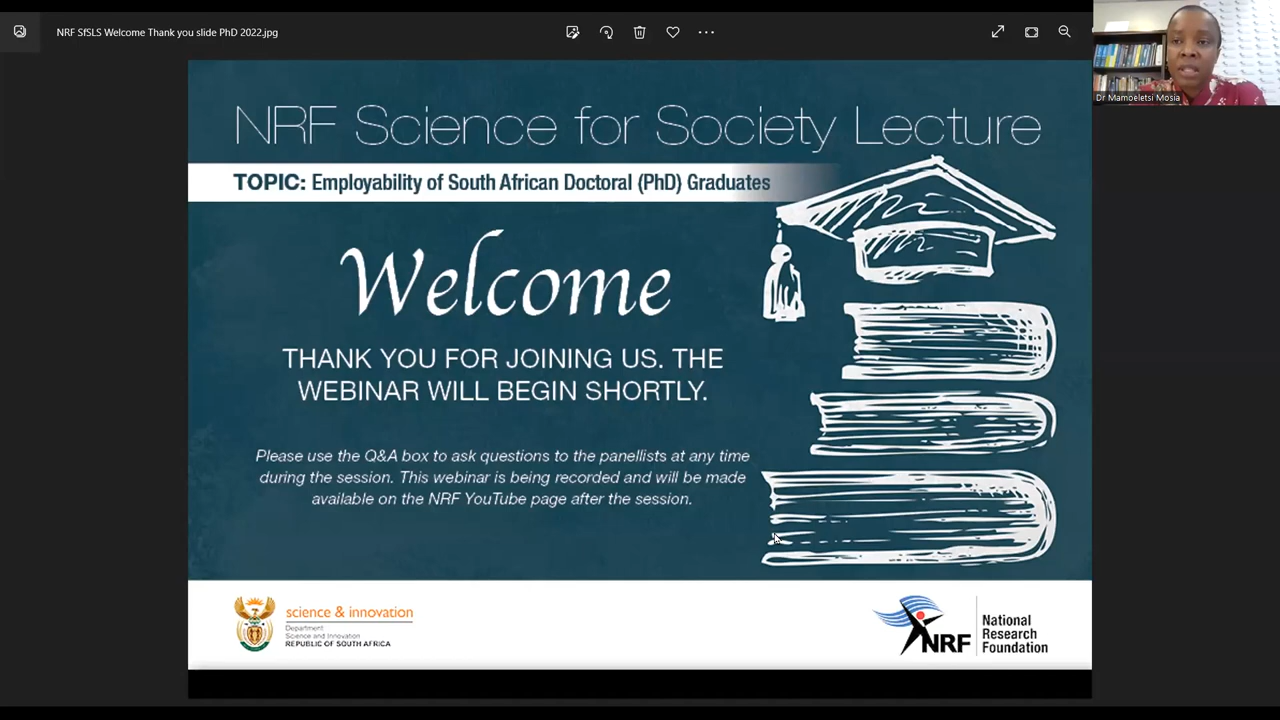 NRF SfSLS Welcome Thank you slide PhD 2022.jpg
Dr Mamoeletsi Mosia
NRF Science for Society Lecture
TOPIC: Employability of South African Doctoral (PhD) Graduates
Welcome
THANK YOU FOR JOINING US. THE
WEBINAR WILL BEGIN SHORTLY.
Please use the Q&A box to ask questions to the panellists at any time
during the session. This webinar is being recorded and will be made
available on the NRF YouTube page after the session.
science & innovation
Department
Science and Innovation
REPUBLIC OF SOUTH AFRICA
NRF
National
Research
Foundation